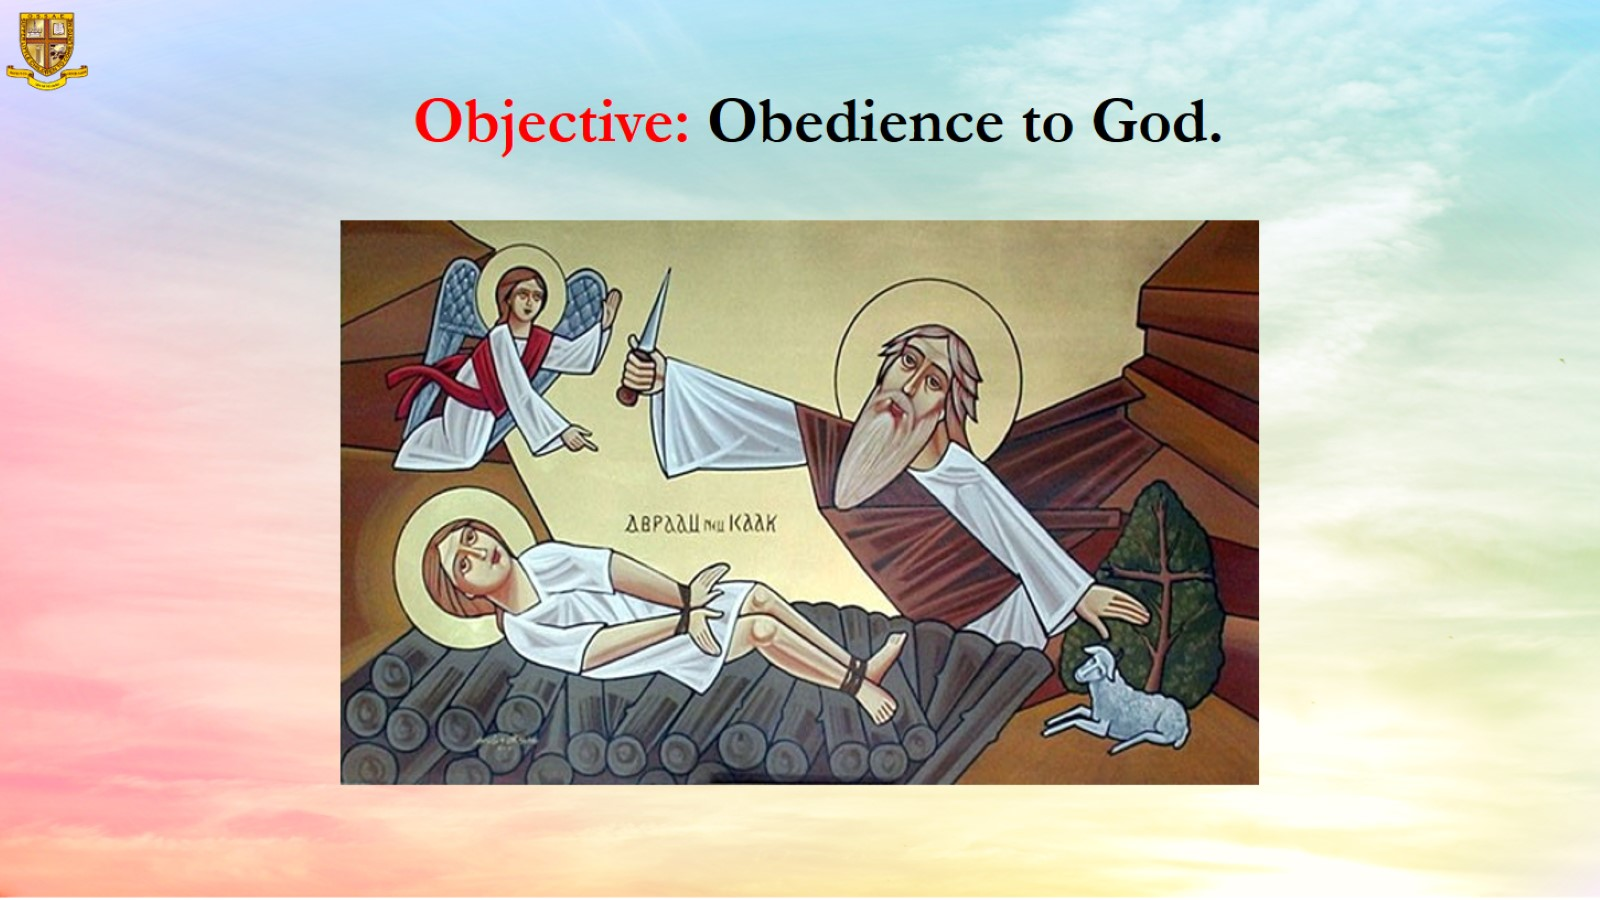 Objective: Obedience to God.
ⲀⲂⲢⲀⲀⲘ ⲚⲈⲘ ⲒⲤⲀⲀⲔ